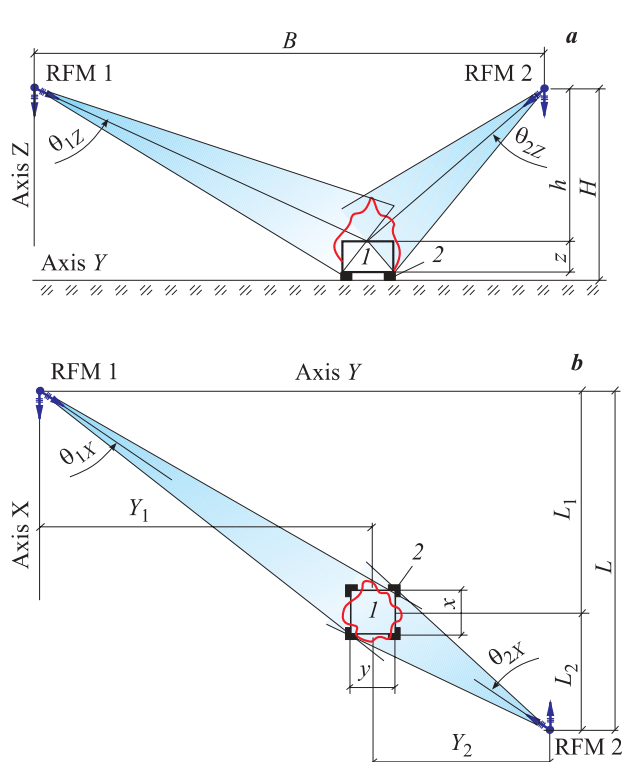 B
a
RFM 1
RFM 2
θ1Z
θ2Z
Axis Z
h
H
1
2
z
Axis Y
b
RFM 1
Axis Y
θ1X
Axis X
Y1
L1
L
2
1
x
y
θ2X
L2
Y2
RFM 2